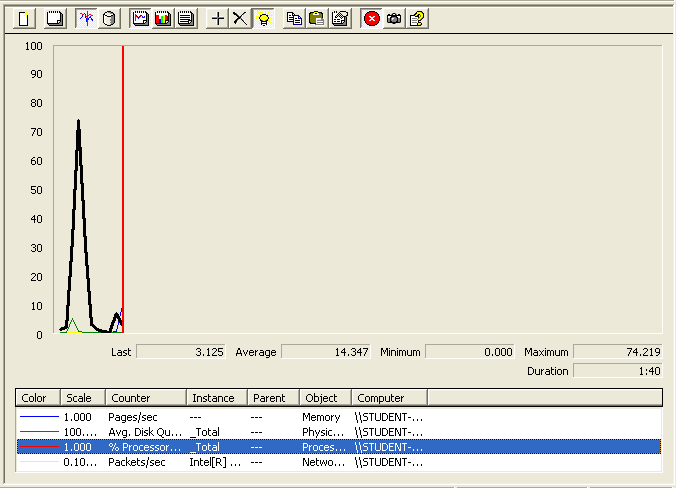 100
90
80
70
60
50
40
30
20
10
0
Last 3.125 Average 14.347 Minimum 0.000 Maximum 74.219
Duration 1:40
Color Scale Counter Instance Parent Object Computer
1.000 Pages/sec --- --- Memory \\STUDENT-...
100.... Avg. Disk Qu... _Total --- Physic... \\STUDENT-...
1.000 % Processor... _Total --- Proces... \\STUDENT-...
0.10... Packets/sec Intel[R] ... --- Netwo... \\STUDENT-...